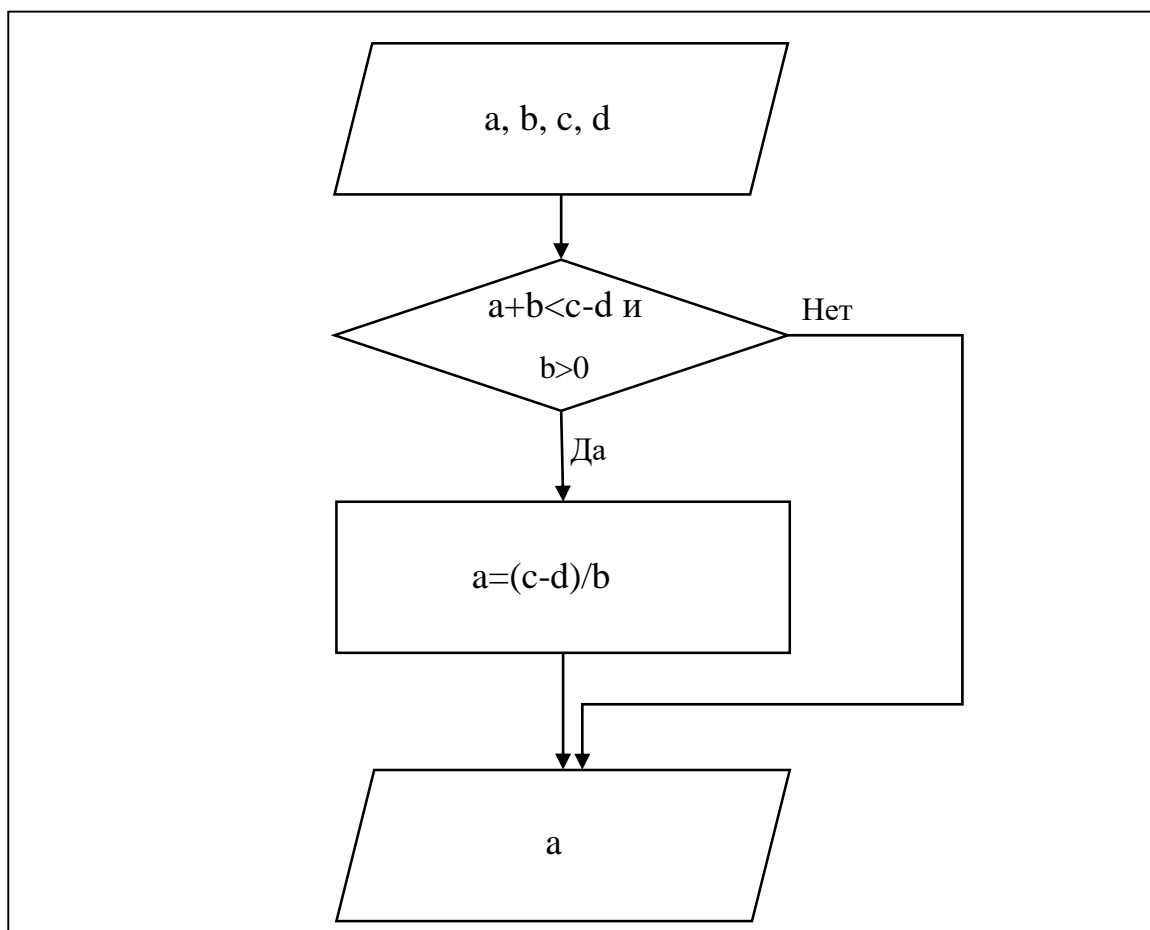 a, b, c, d
a+b<c-d и
b>0
Нет
Да
a=(c-d)/b
a